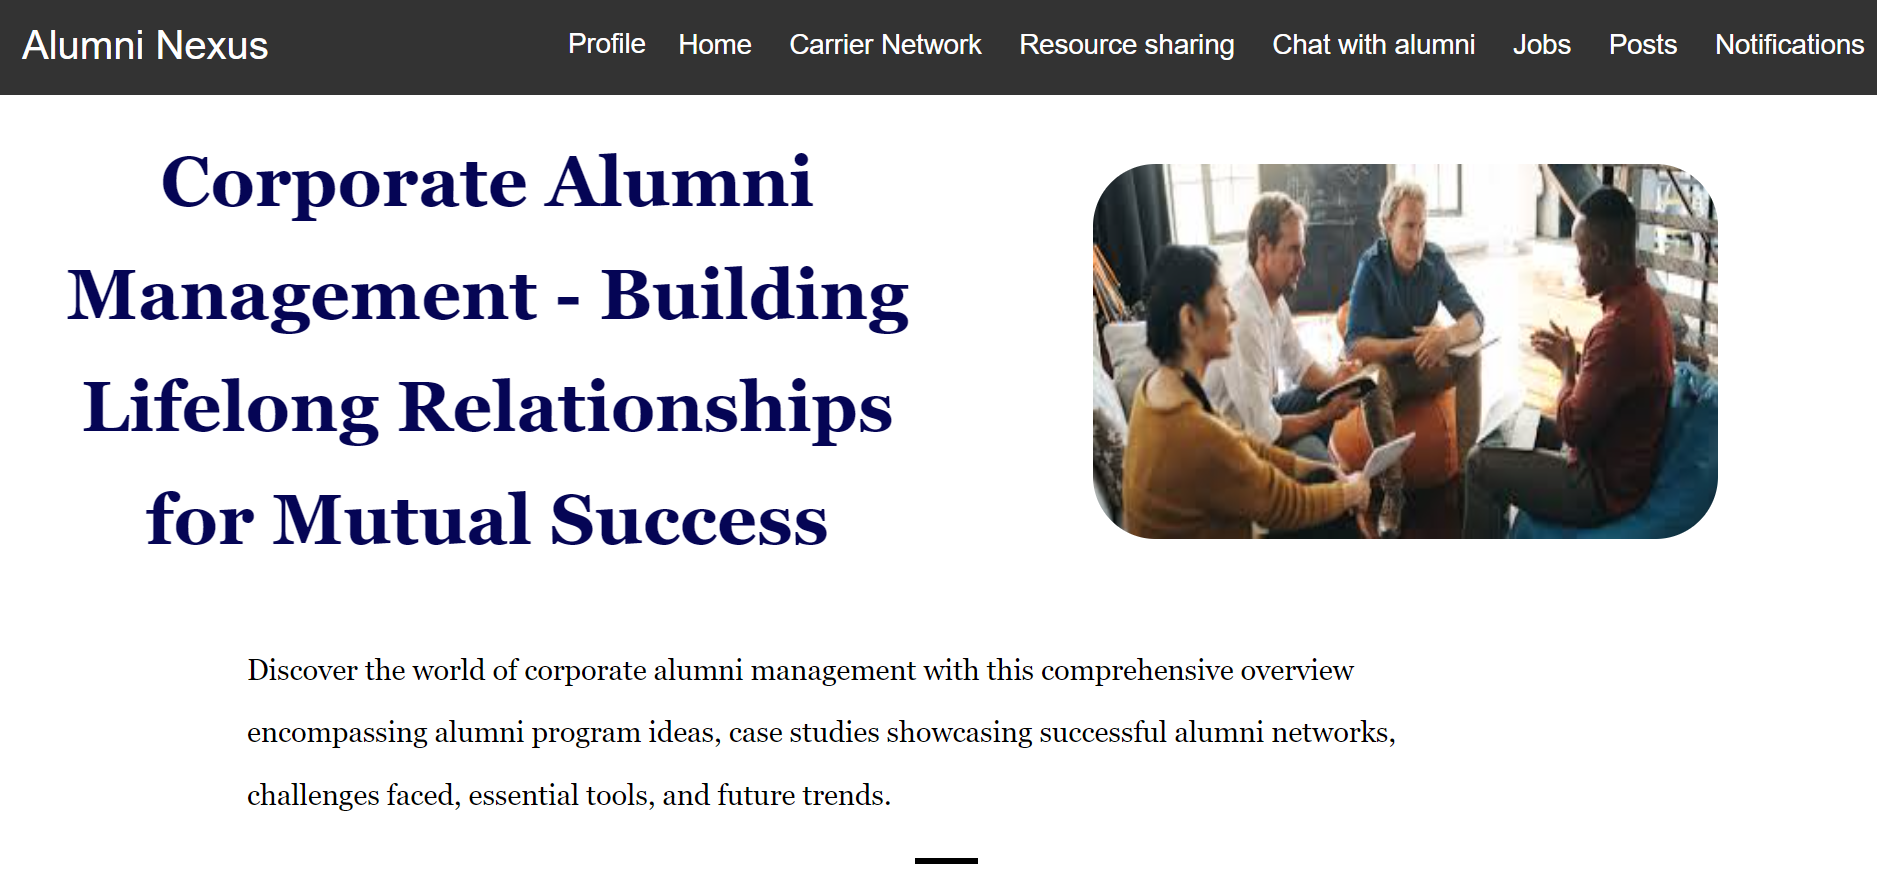 Alumni Nexus
Profile Home Carrier Network Resource sharing Chat with alumni Jobs Posts Notifications
Corporate Alumni
Management - Building
Lifelong Relationships
for Mutual Success
Discover the world of corporate alumni management with this comprehensive overview
encompassing alumni program ideas, case studies showcasing successful alumni networks,
challenges faced, essential tools, and future trends.